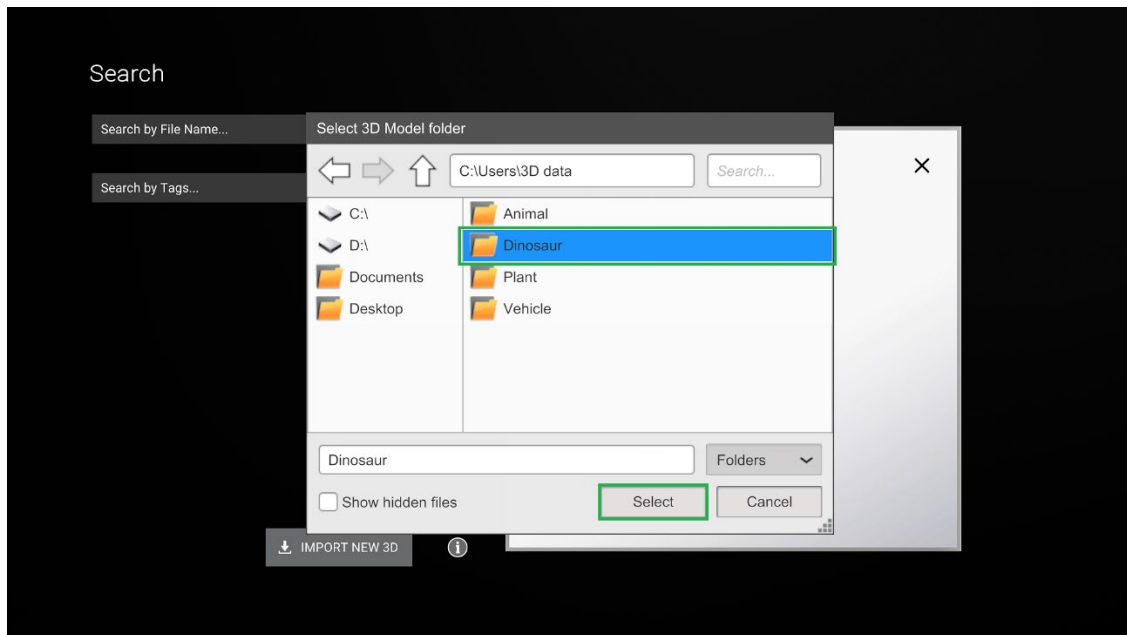 Search
Search by File Name...
Search by Tags...
Select 3D Model folder
C:\Users\3D data
Search...
C:\
D:\
Documents
Desktop
Animal
Dinosaur
Plant
Vehicle
Dinosaur
Folders
Show hidden files
Select
Cancel
IMPORT NEW 3D